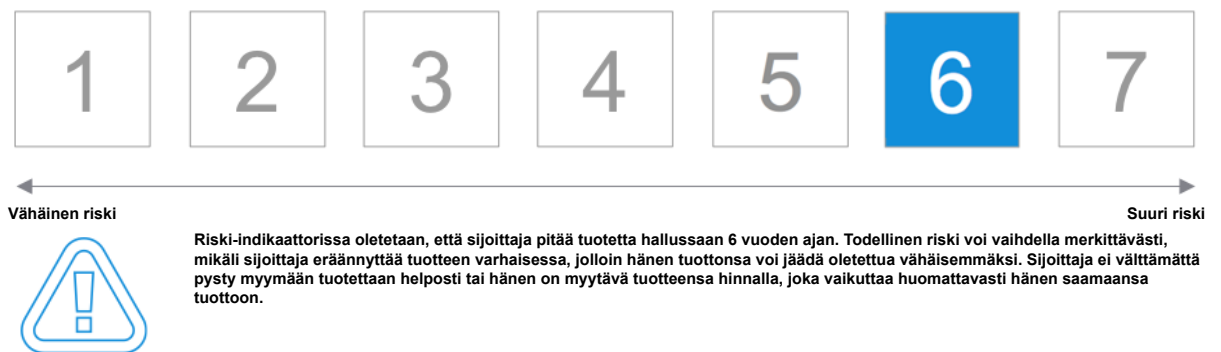 1 2 3 4 5 6 7
Vähäinen riski Suuri riski
Riski-indikaattorissa oletetaan, että sijoittaja pitää tuotetta hallussaan 6 vuoden ajan. Todellinen riski voi vaihdella merkittävästi,
mikäli sijoittaja eräännyttää tuotteen varhaisessa, jolloin hänen tuottonsa voi jäädä oletettua vähäisemmäksi. Sijoittaja ei välttämättä
pysty myymään tuotettaan helposti tai hänen on myytävä tuotteensa hinnalla, joka vaikuttaa huomattavasti hänen saamaansa
tuottoon.